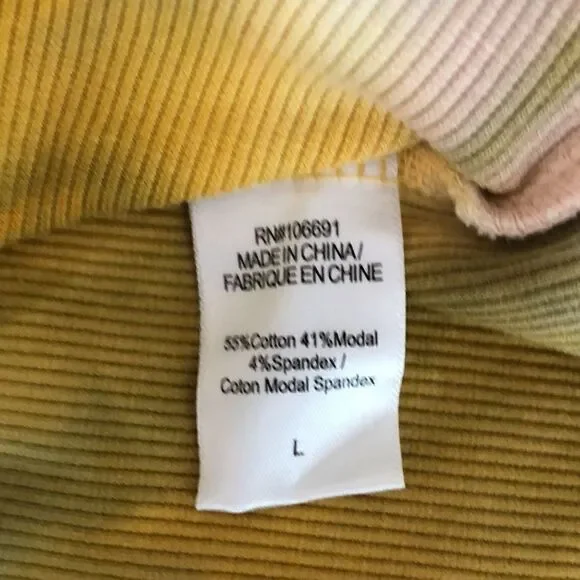 RN#106691
MADE IN CHINA/
FABRIQUE EN CHINE
55%Cotton 41%Modal
4%Spandex /
Coton Modal Spandex
L